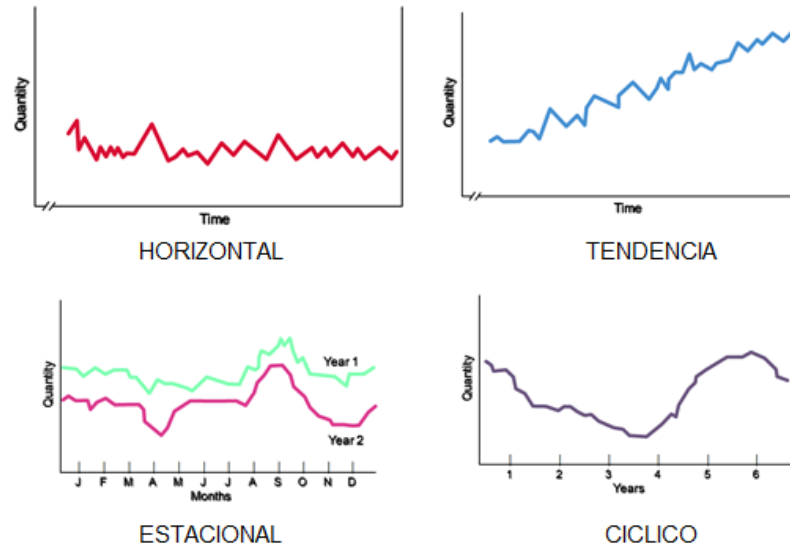 Quantity
Time
HORIZONTAL
Quantity
Time
TENDENCIA
Quantity
Year 1
Year 2
J F M A M J J A S O N D
Months
ESTACIONAL
Quantity
1 2 3 4 5 6
Years
CICLICO